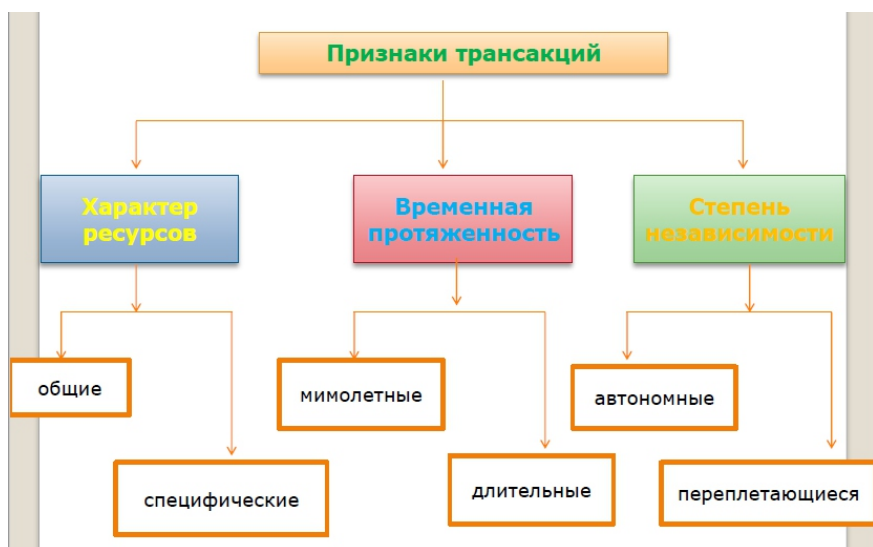 Признаки трансакций
Характер
ресурсов
Временная
протяженность
Степень
независимости
общие
мимолетные
автономные
специфические
длительные
переплетающиеся